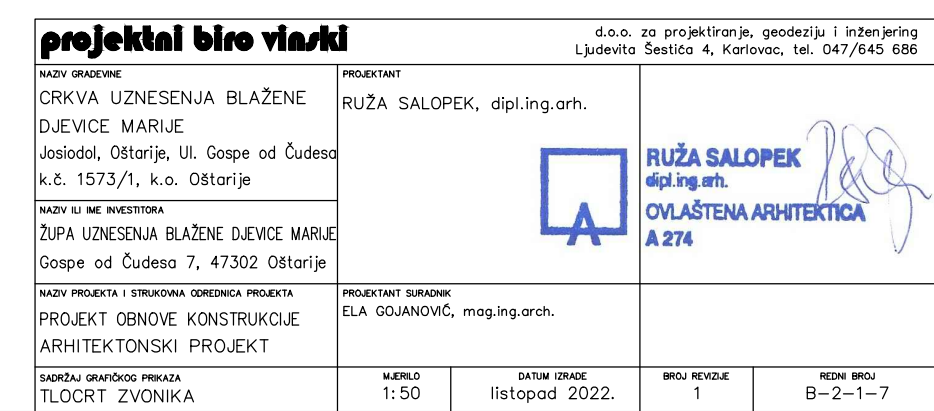 projektni biro vinski
d.o.o. za projektiranje, geodeziju i inženjering
Ljudevita Šestića 4, Karlovac, tel. 047/645 686
NAZIV GRAĐEVINE
CRKVA UZNESENJA BLAŽENE
DJEVICE MARIJE
Josiodol, Oštarije, Ul. Gospe od Čudesa
k.č. 1573/1, k.o. Oštarije
PROJEKTANT
RUŽA SALOPEK, dipl.ing.arh.
A
RUŽA SALOPEK
dipl.ing.arh.
OVLAŠTENA ARHITEKTICA
A 274
NAZIV ILI IME INVESTITORA
ŽUPA UZNESENJA BLAŽENE DJEVICE MARIJE
Gospe od Čudesa 7, 47302 Oštarije
NAZIV PROJEKTA I STRUKOVNA ODREDNICA PROJEKTA
PROJEKT OBNOVE KONSTRUKCIJE
ARHITEKTONSKI PROJEKT
PROJEKTANT SURADNIK
ELA GOJANOVIĆ, mag.ing.arch.
SADRŽAJ GRAFIČKOG PRIKAZA
TLOCRT ZVONIKA
MJERILO
1:50
DATUM IZRADE
listopad 2022.
BROJ REVIZIJE
1
REDNI BROJ
B-2-1-7